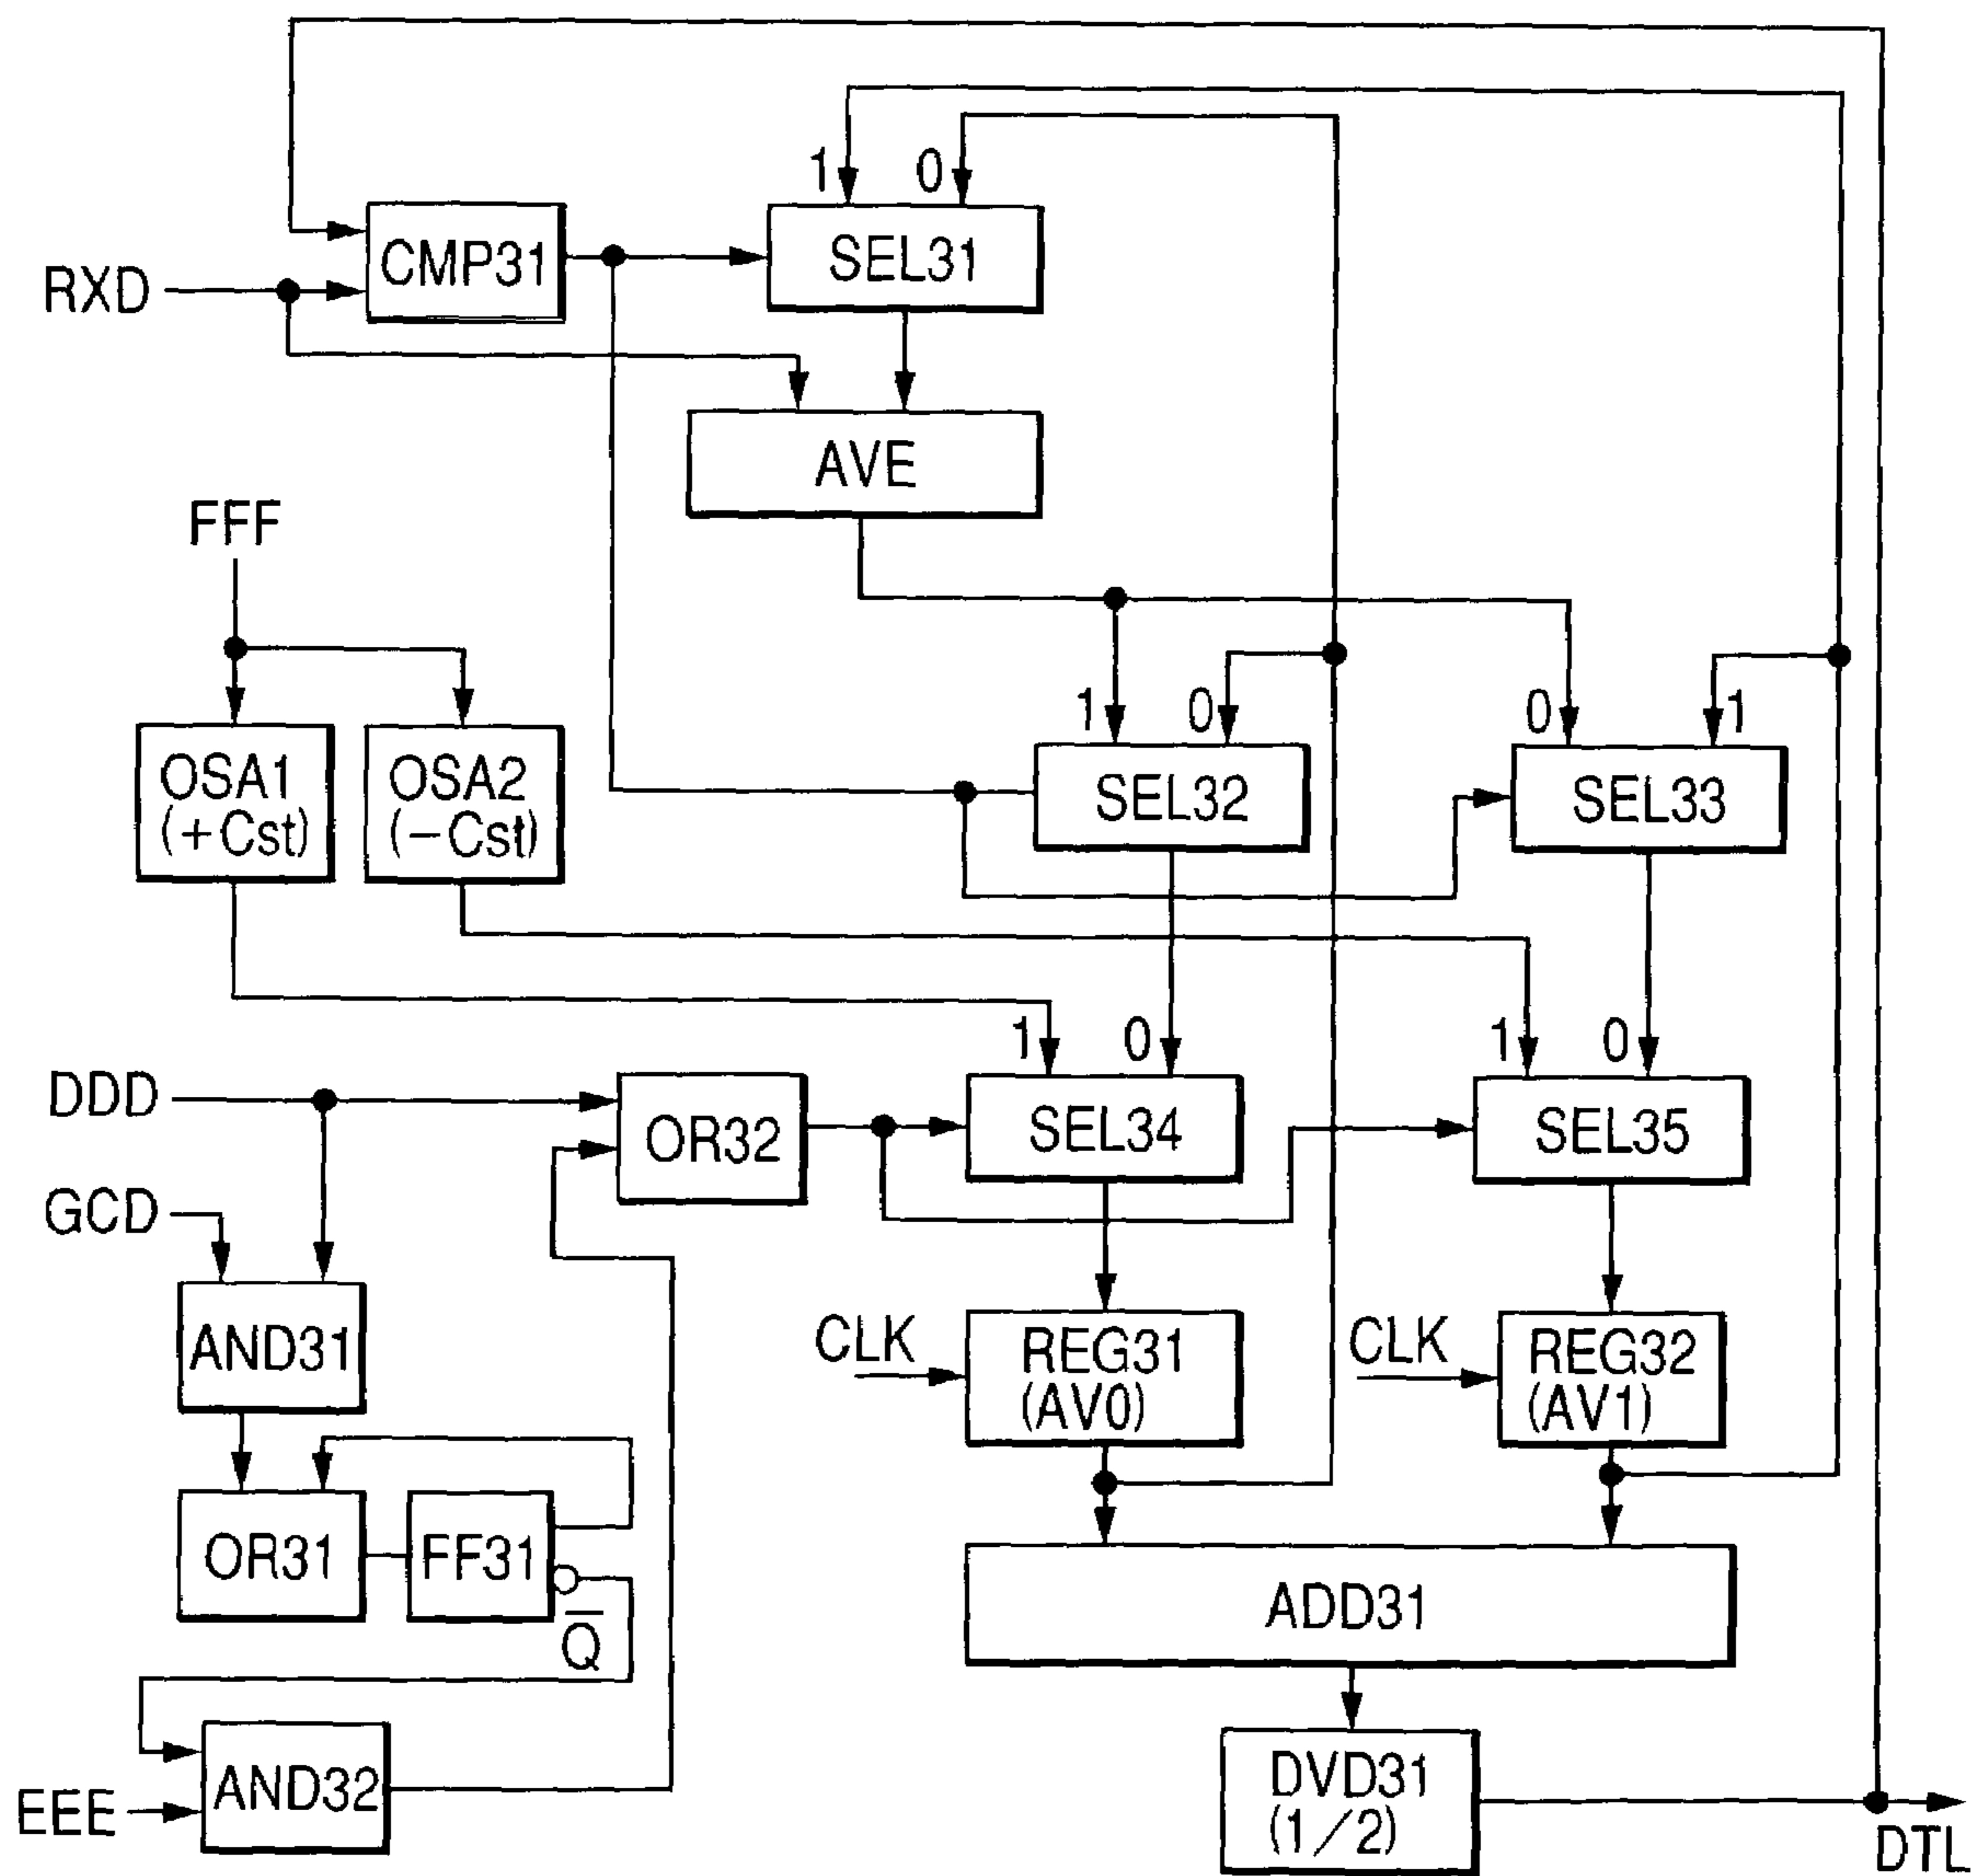 1 0
CMP31
SEL31
RXD
AVE
FFF
1 0
0 1
OSA1
(+Cst)
OSA2
(−Cst)
SEL32
SEL33
1 0
1 0
DDD
OR32
SEL34
SEL35
GCD
AND31
CLK
REG31
(AV0)
CLK
REG32
(AV1)
OR31
FF31
Q̅
ADD31
AND32
EEE
DVD31
(1/2)
DTL